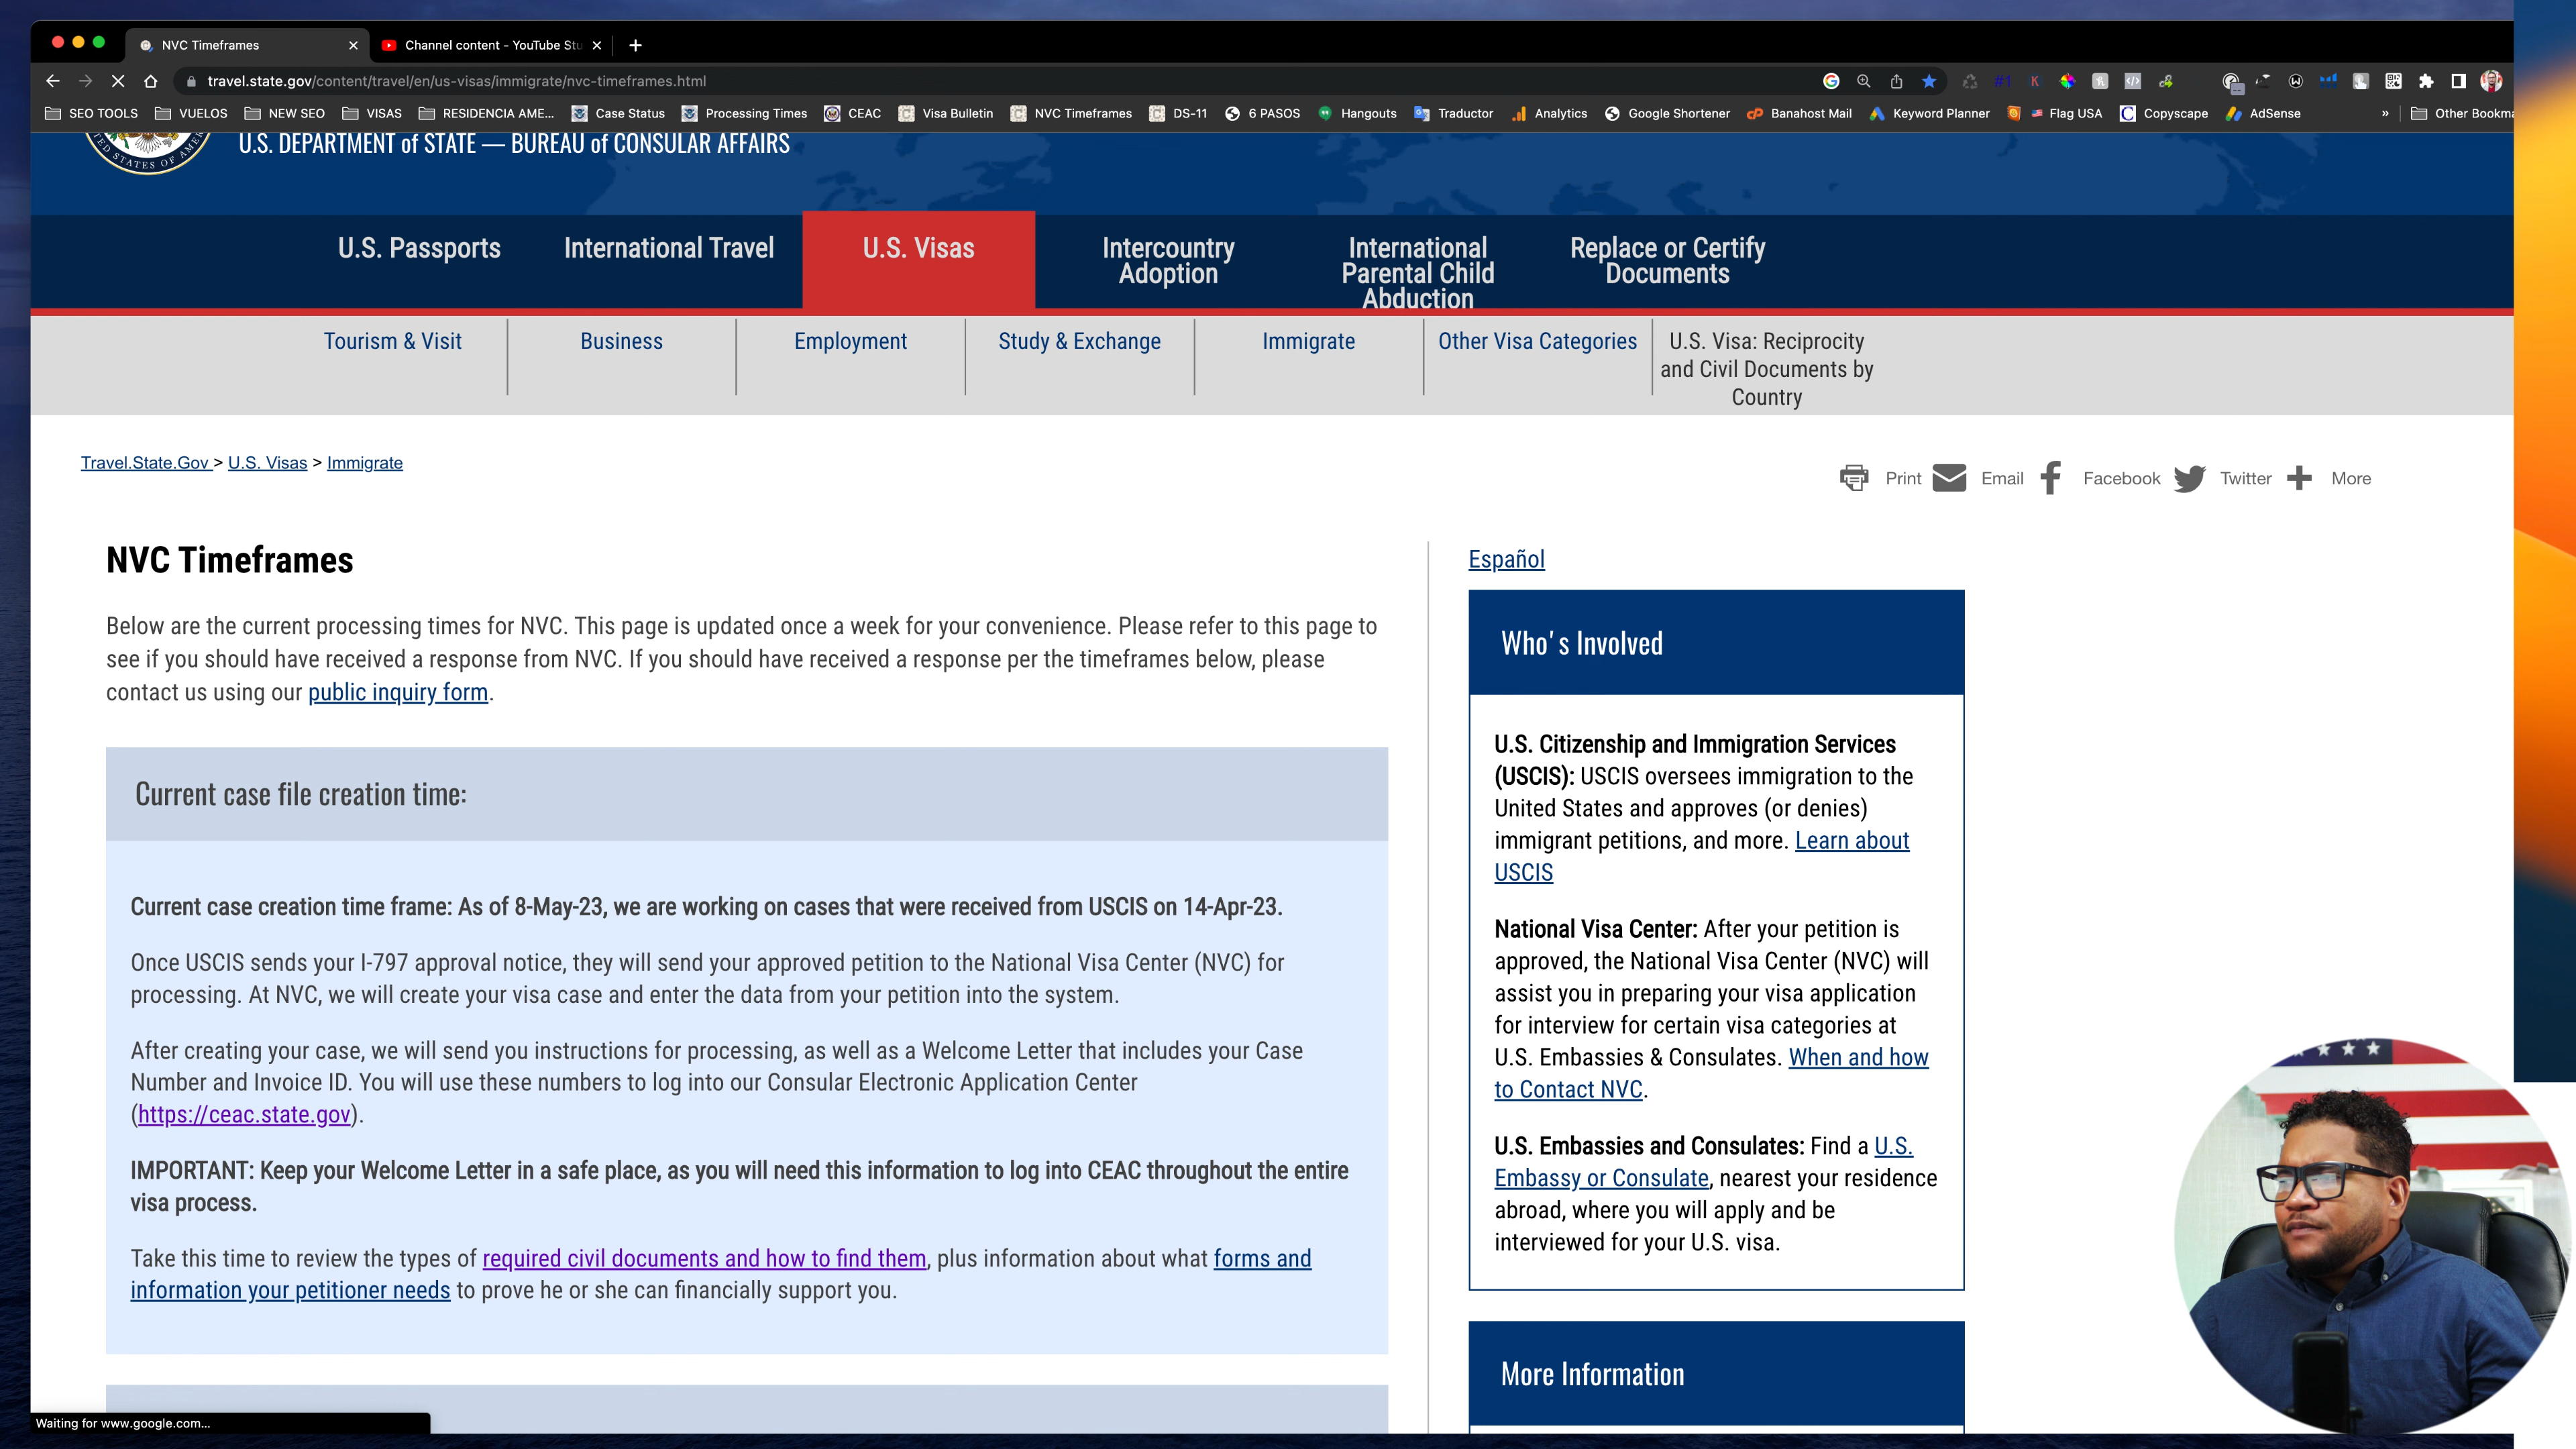 NVC Timeframes
Channel content - YouTube Stu
travel.state.gov/content/travel/en/us-visas/immigrate/nvc-timeframes.html
SEO TOOLS VUELOS NEW SEO VISAS RESIDENCIA AME... Case Status Processing Times CEAC Visa Bulletin NVC Timeframes DS-11 6 PASOS Hangouts Traductor Analytics Google Shortener Banahost Mail Keyword Planner Flag USA Copyscape AdSense » Other Bookma
U.S. DEPARTMENT of STATE — BUREAU of CONSULAR AFFAIRS
U.S. Passports
International Travel
U.S. Visas
Intercountry
Adoption
International
Parental Child
Abduction
Replace or Certify
Documents
Tourism & Visit
Business
Employment
Study & Exchange
Immigrate
Other Visa Categories
U.S. Visa: Reciprocity
and Civil Documents by
Country
Travel.State.Gov > U.S. Visas > Immigrate
Print Email Facebook Twitter More
NVC Timeframes
Below are the current processing times for NVC. This page is updated once a week for your convenience. Please refer to this page to
see if you should have received a response from NVC. If you should have received a response per the timeframes below, please
contact us using our public inquiry form.
Current case file creation time:
Current case creation time frame: As of 8-May-23, we are working on cases that were received from USCIS on 14-Apr-23.
Once USCIS sends your I-797 approval notice, they will send your approved petition to the National Visa Center (NVC) for
processing. At NVC, we will create your visa case and enter the data from your petition into the system.
After creating your case, we will send you instructions for processing, as well as a Welcome Letter that includes your Case
Number and Invoice ID. You will use these numbers to log into our Consular Electronic Application Center
(https://ceac.state.gov).
IMPORTANT: Keep your Welcome Letter in a safe place, as you will need this information to log into CEAC throughout the entire
visa process.
Take this time to review the types of required civil documents and how to find them, plus information about what forms and
information your petitioner needs to prove he or she can financially support you.
Español
Who's Involved
U.S. Citizenship and Immigration Services
(USCIS): USCIS oversees immigration to the
United States and approves (or denies)
immigrant petitions, and more. Learn about
USCIS
National Visa Center: After your petition is
approved, the National Visa Center (NVC) will
assist you in preparing your visa application
for interview for certain visa categories at
U.S. Embassies & Consulates. When and how
to Contact NVC.
U.S. Embassies and Consulates: Find a U.S.
Embassy or Consulate, nearest your residence
abroad, where you will apply and be
interviewed for your U.S. visa.
More Information
Waiting for www.google.com...